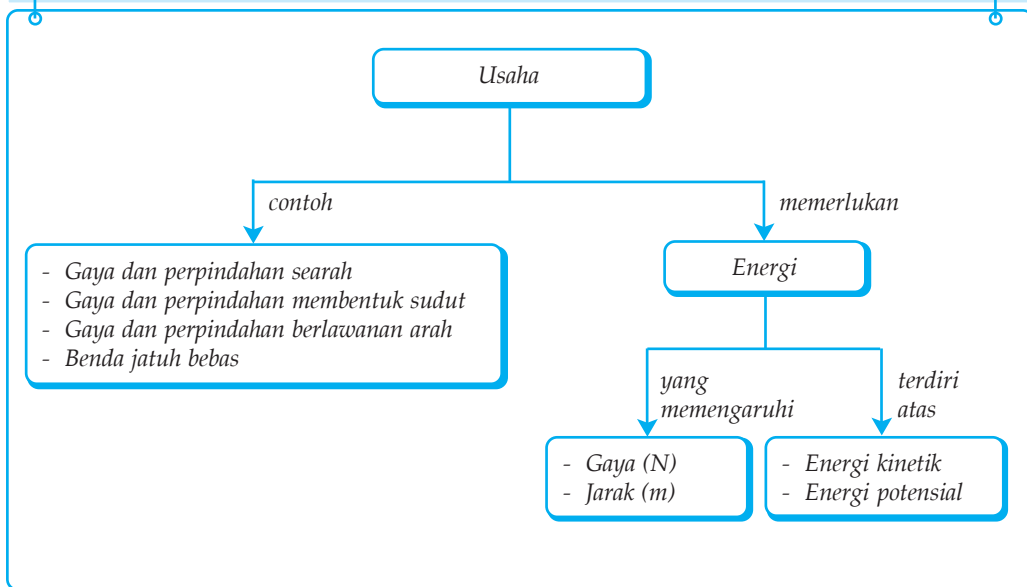 Usaha
contoh
memerlukan
- Gaya dan perpindahan searah
- Gaya dan perpindahan membentuk sudut
- Gaya dan perpindahan berlawanan arah
- Benda jatuh bebas
Energi
yang
memengaruhi
terdiri
atas
- Gaya (N)
- Jarak (m)
- Energi kinetik
- Energi potensial